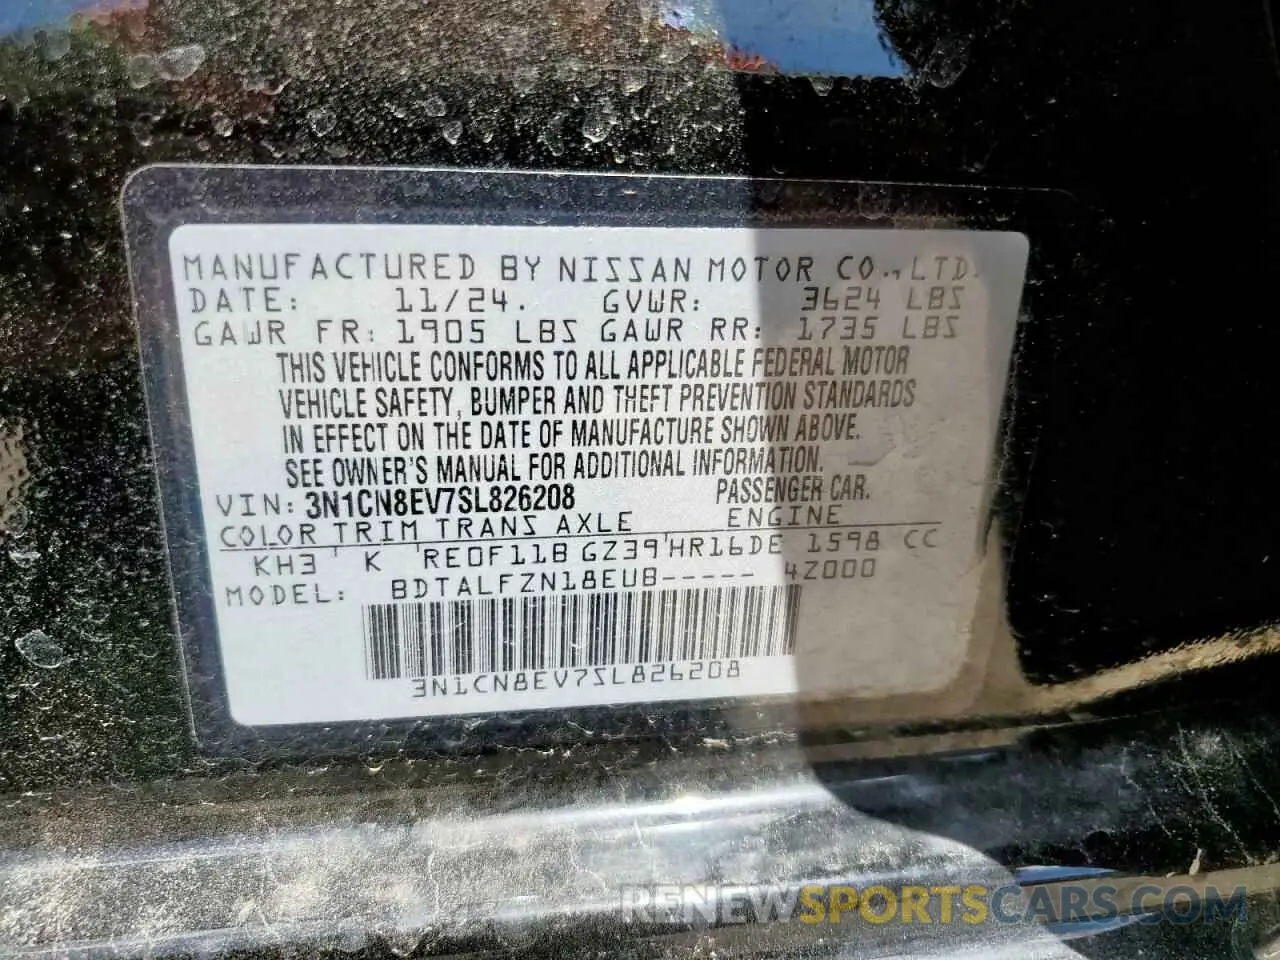 MANUFACTURED BY NISSAN MOTOR CO., LTD.
DATE: 11/24. GVWR: 3624 LBS
GAWR FR: 1905 LBS GAWR RR: 1735 LBS
THIS VEHICLE CONFORMS TO ALL APPLICABLE FEDERAL MOTOR
VEHICLE SAFETY, BUMPER AND THEFT PREVENTION STANDARDS
IN EFFECT ON THE DATE OF MANUFACTURE SHOWN ABOVE.
SEE OWNER'S MANUAL FOR ADDITIONAL INFORMATION.
VIN: 3N1CN8EV7SL826208 PASSENGER CAR.
COLOR TRIM TRANS AXLE ENGINE
KH3 ' K ' RE0F11B GZ39'HR16DE 1598 CC
MODEL: BDTALFZN18EUB----- 4Z000
3N1CN8EV7SL826208
RENEWSPORTSCARS.COM